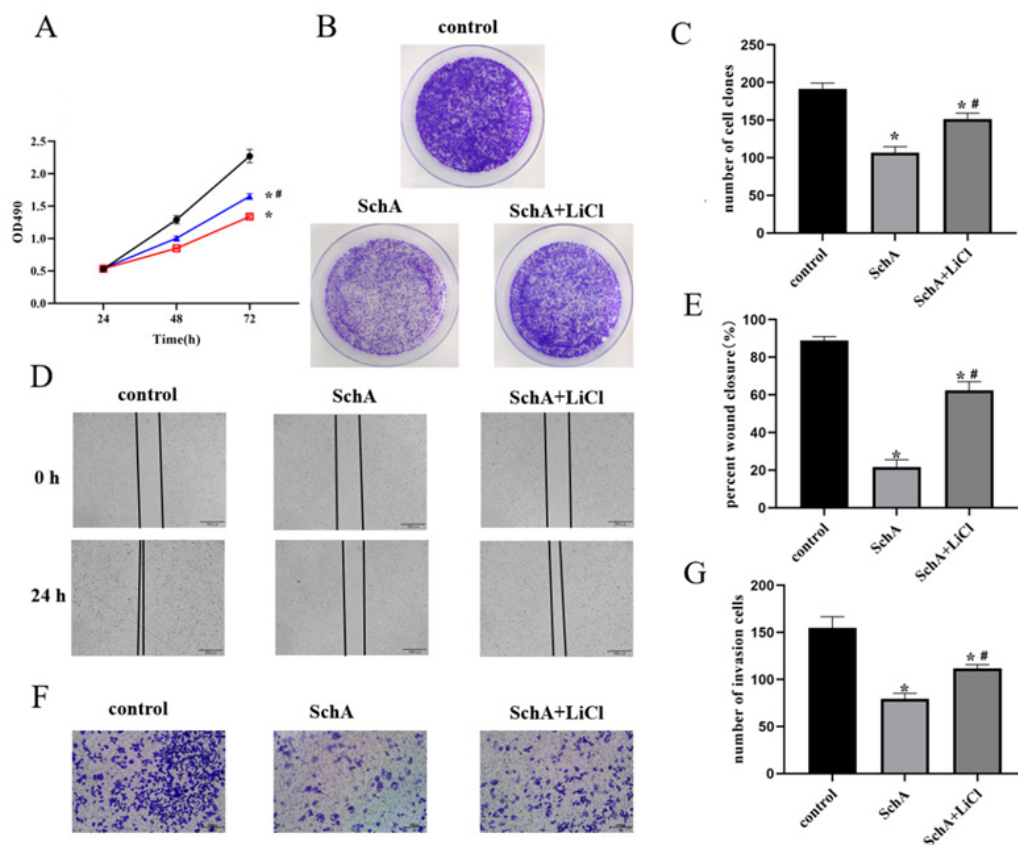 A
OD490
2.5
2.0
1.5
1.0
0.5
0.0
24
48
72
Time(h)
* #
*
B
control
SchA
SchA+LiCl
C
number of cell clones
250
200
150
100
50
0
*
* #
control
SchA
SchA+LiCl
D
control
SchA
SchA+LiCl
0 h
24 h
E
percent wound closure(%)
100
80
60
40
20
0
*
* #
control
SchA
SchA+LiCl
F
control
SchA
SchA+LiCl
G
number of invasion cells
200
150
100
50
0
*
* #
control
SchA
SchA+LiCl